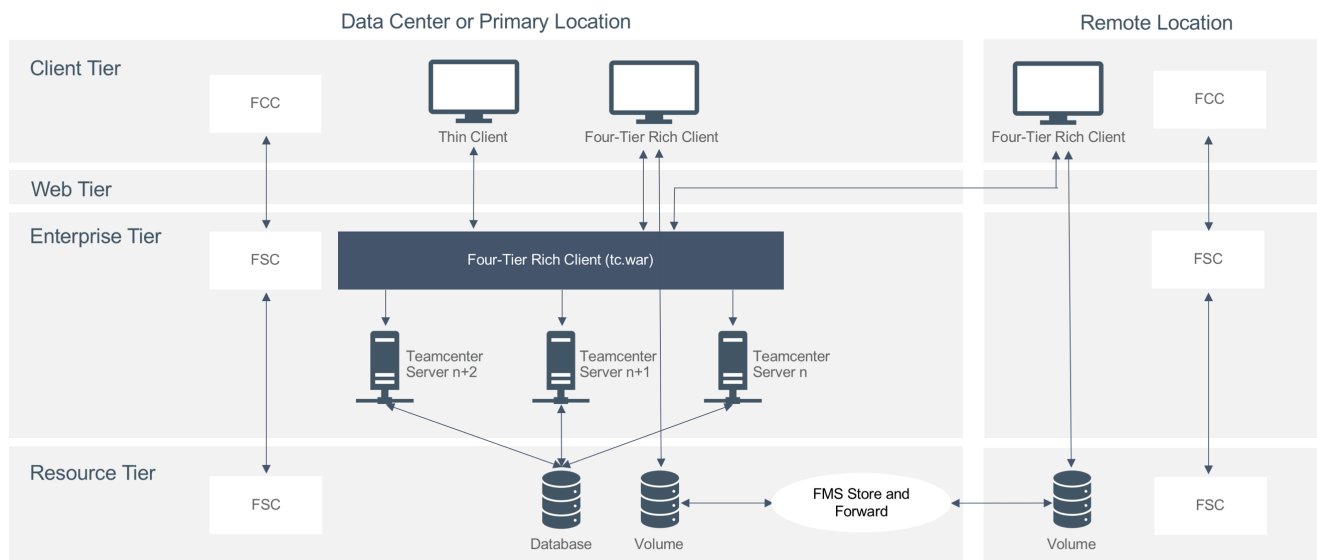 Data Center or Primary Location
Remote Location
Client Tier
FCC
Thin Client
Four-Tier Rich Client
Four-Tier Rich Client
FCC
Web Tier
Enterprise Tier
FSC
Four-Tier Rich Client (tc.war)
FSC
Teamcenter
Server n+2
Teamcenter
Server n+1
Teamcenter
Server n
Resource Tier
FSC
Database
Volume
FMS Store and
Forward
Volume
FSC